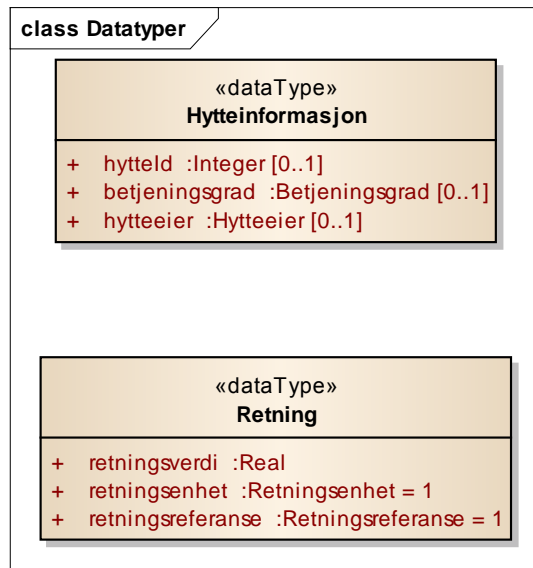 class Datatyper
«dataType»
Hytteinformasjon
+ hytteId :Integer [0..1]
+ betjeningsgrad :Betjeningsgrad [0..1]
+ hytteeier :Hytteeier [0..1]
«dataType»
Retning
+ retningsverdi :Real
+ retningsenhet :Retningsenhet = 1
+ retningsreferanse :Retningsreferanse = 1